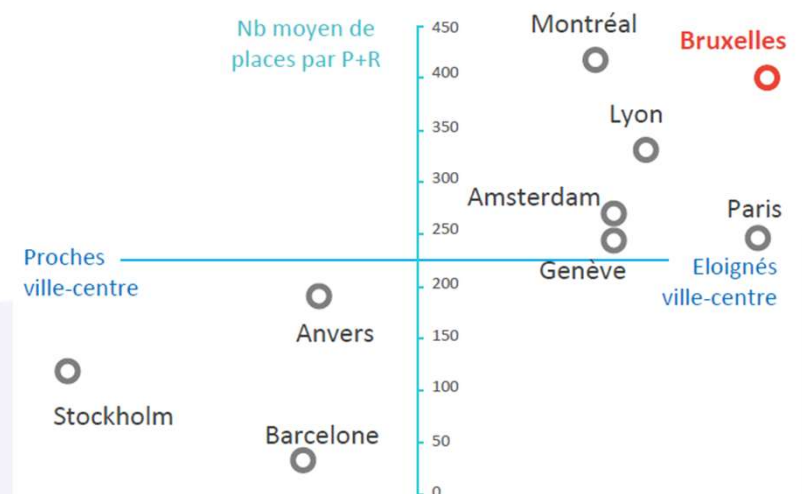 Nb moyen de
places par P+R
450
400
350
300
250
200
150
100
50
0
Montréal
Bruxelles
Lyon
Amsterdam
Paris
Genève
Proches
ville-centre
Eloignés
ville-centre
Anvers
Stockholm
Barcelone